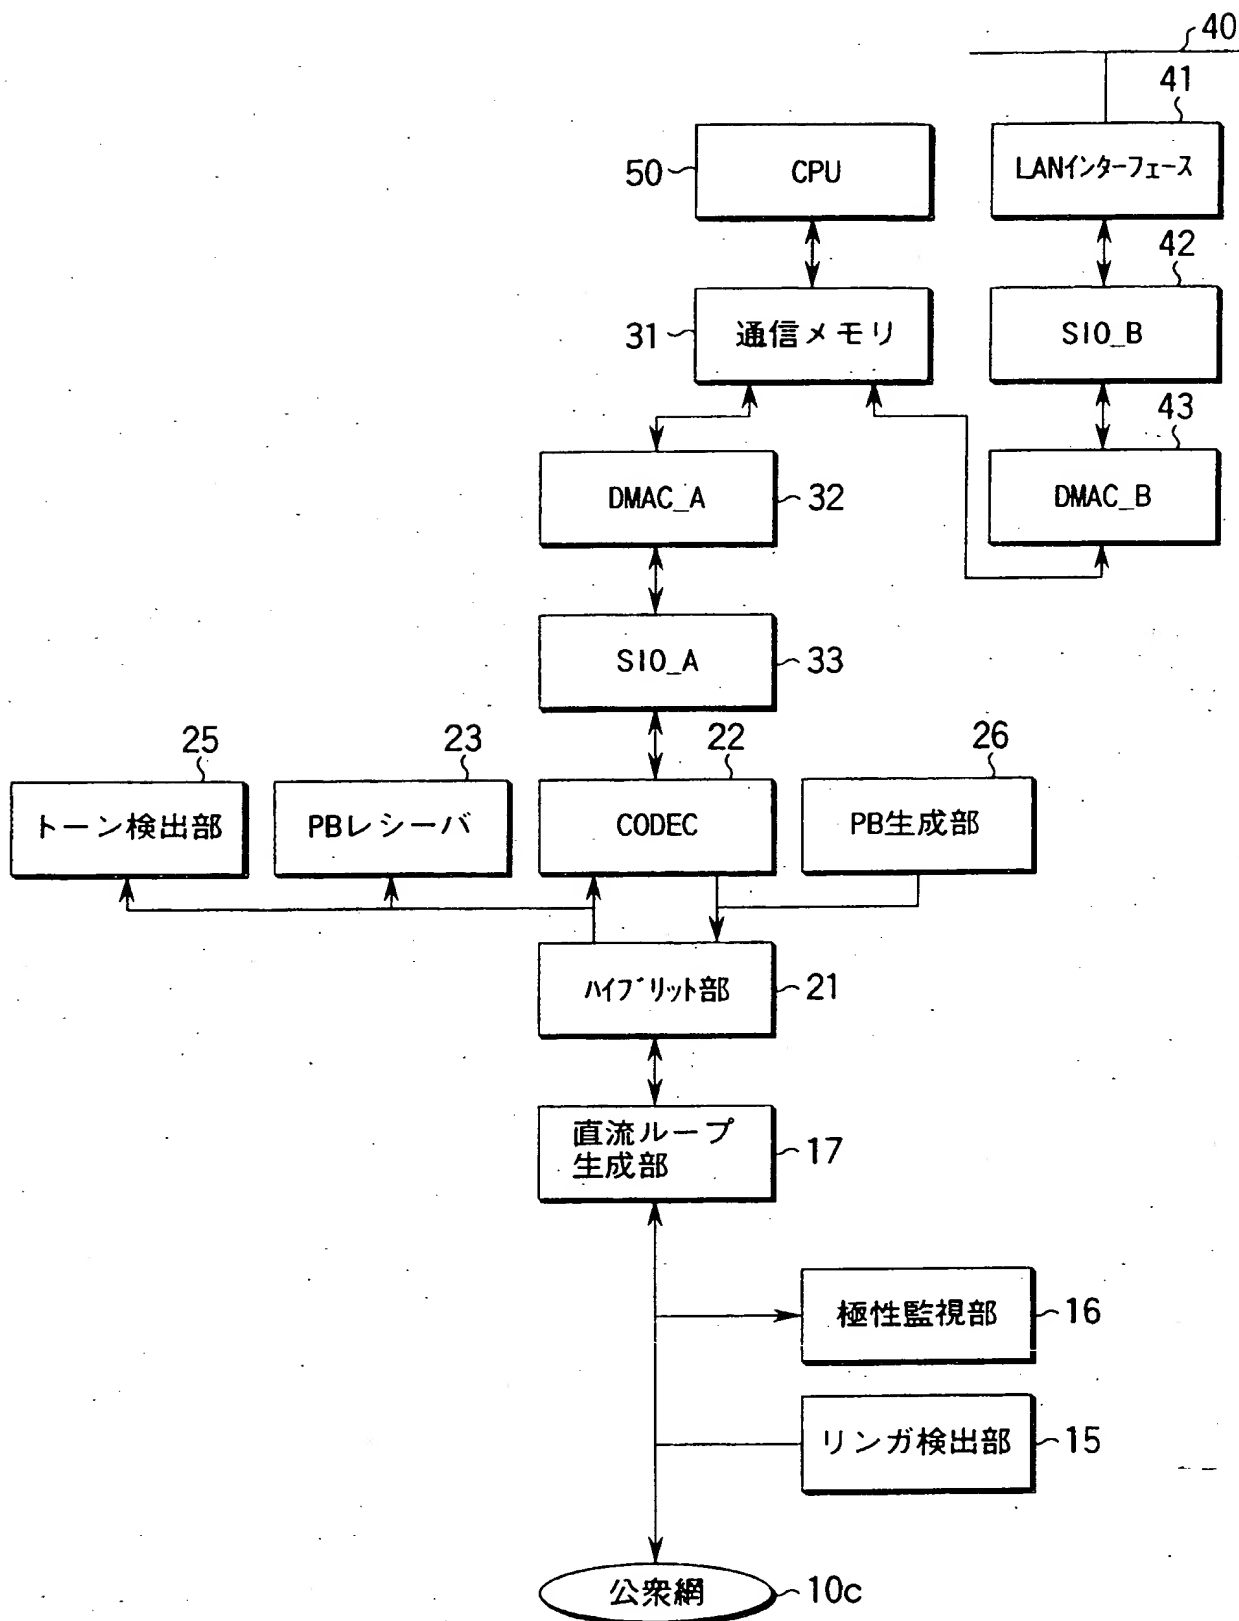 40
41
50
CPU
LANインターフェース
42
31
通信メモリ
SIO_B
43
DMAC_A
32
DMAC_B
SIO_A
33
25
23
22
26
トーン検出部
PBレシーバ
CODEC
PB生成部
ハイブリット部
21
直流ループ
生成部
17
極性監視部
16
リンガ検出部
15
公衆網
10c